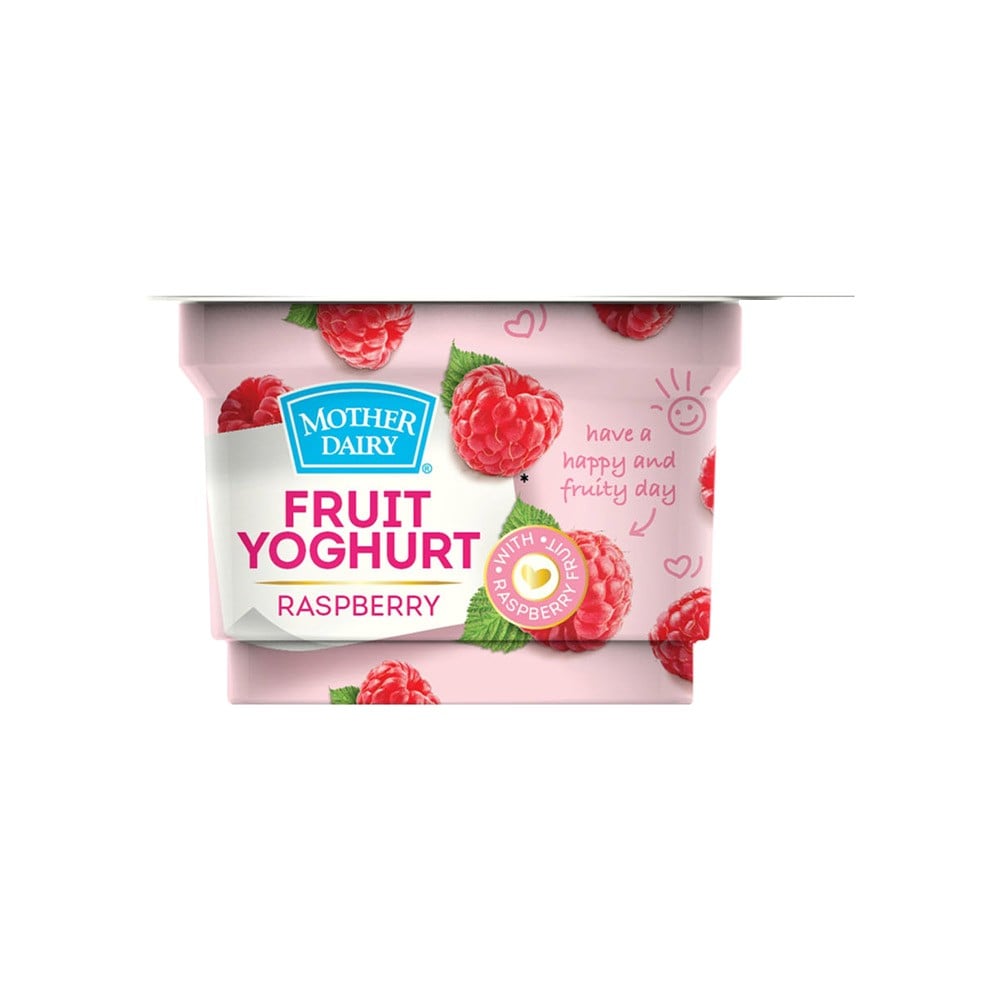 MOTHER
DAIRY
®
FRUIT
YOGHURT
RASPBERRY
*
• WITH •
RASPBERRY FRUIT
have a
happy and
fruity day